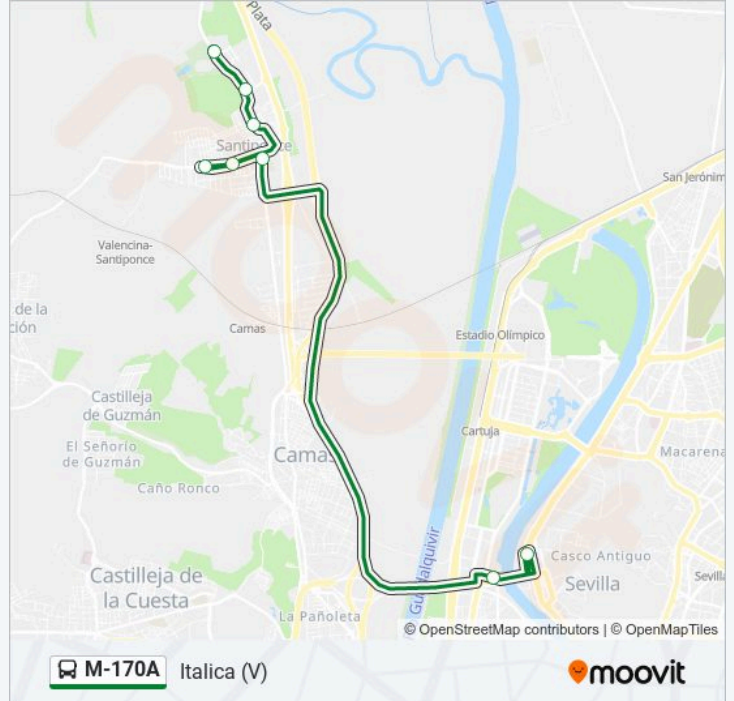 Plata
Santiponce
San Jerónim
Valencina-
Santiponce
de la
ción
Camas
Estadio Olímpico
Castilleja
de Guzmán
Cartuja
El Señorío
de Guzmán
Camas
Macarena
Caño Ronco
Guadalquivir
Casco Antiguo
Castilleja de
la Cuesta
Sevilla
Sevill
La Pañoleta
© OpenStreetMap contributors | © OpenMapTiles
M-170A Italica (V)
moovit